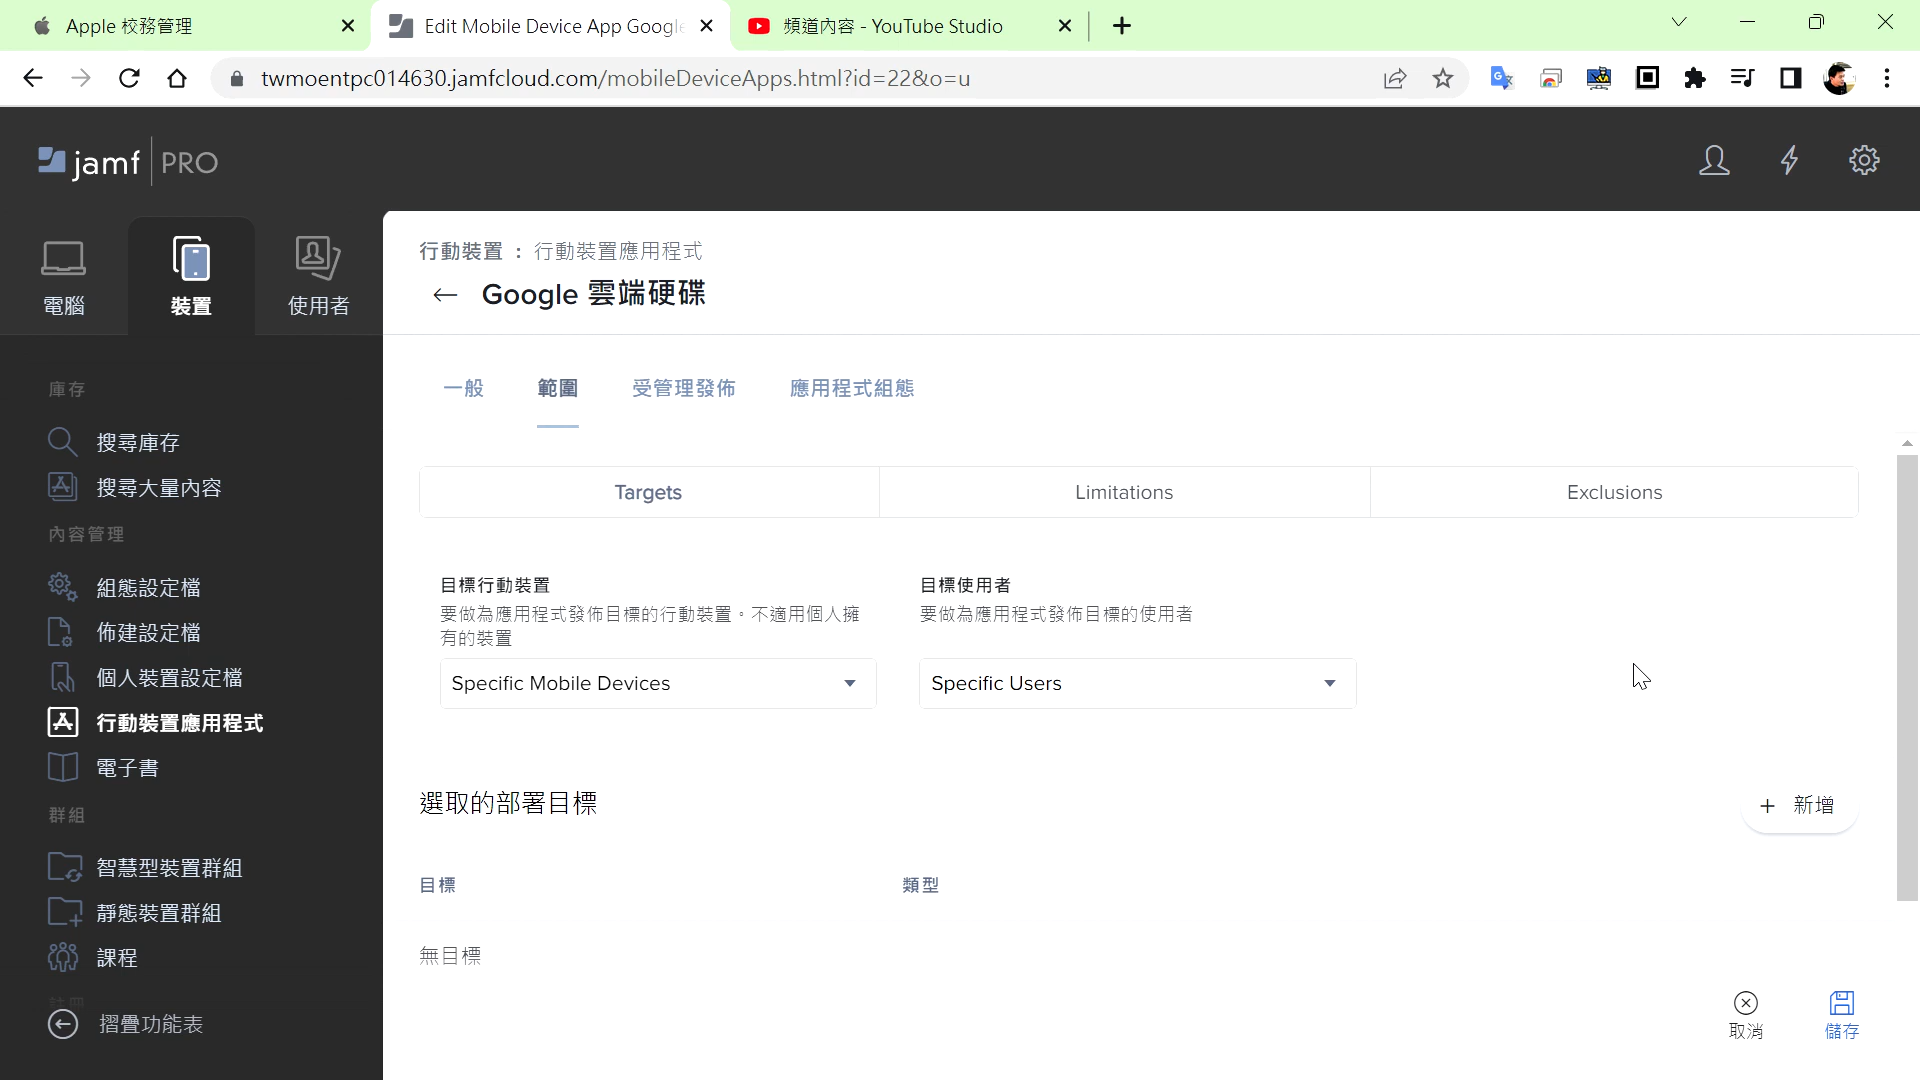 Apple 校務管理
Edit Mobile Device App Google
頻道內容 - YouTube Studio
twmoentpc014630.jamfcloud.com/mobileDeviceApps.html?id=22&o=u
jamf PRO
電腦
裝置
使用者
庫存
搜尋庫存
搜尋大量內容
內容管理
組態設定檔
佈建設定檔
個人裝置設定檔
行動裝置應用程式
電子書
群組
智慧型裝置群組
靜態裝置群組
課程
註冊
摺疊功能表
行動裝置 : 行動裝置應用程式
← Google 雲端硬碟
一般
範圍
受管理發佈
應用程式組態
Targets
Limitations
Exclusions
目標行動裝置
要做為應用程式發佈目標的行動裝置。不適用個人擁
有的裝置
Specific Mobile Devices
目標使用者
要做為應用程式發佈目標的使用者
Specific Users
選取的部署目標
+ 新增
目標
類型
無目標
取消
儲存